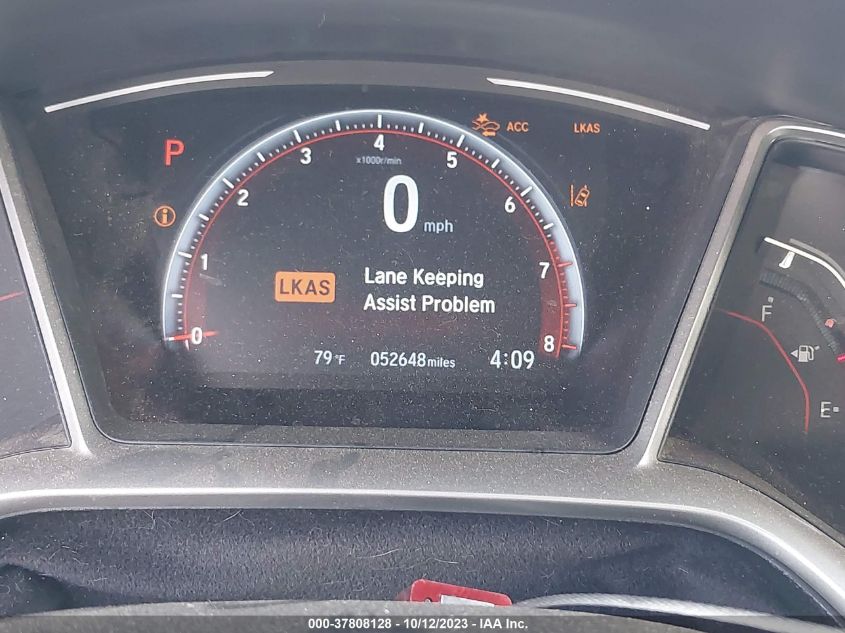 ACC
LKAS
P
4
3
5
x1000r/min
2
6
0 mph
1
7
LKAS
Lane Keeping
Assist Problem
0
8
79°F
052648 miles
4:09
F
E
000-37808128 - 10/12/2023 - IAA Inc.